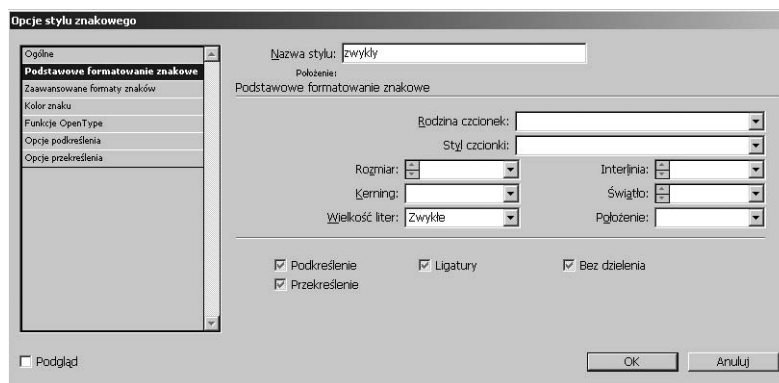 Opcje stylu znakowego
Ogólne
Podstawowe formatowanie znakowe
Zaawansowane formaty znaków
Kolor znaku
Funkcje OpenType
Opcje podkreślenia
Opcje przekreślenia
Nazwa stylu: zwykly
Położenie:
Podstawowe formatowanie znakowe
Rodzina czcionek:
Styl czcionki:
Rozmiar: Interlinia:
Kerning: Światło:
Wielkość liter: Zwykłe Położenie:
Podkreślenie Ligatury Bez dzielenia
Przekreślenie
Podgląd OK Anuluj